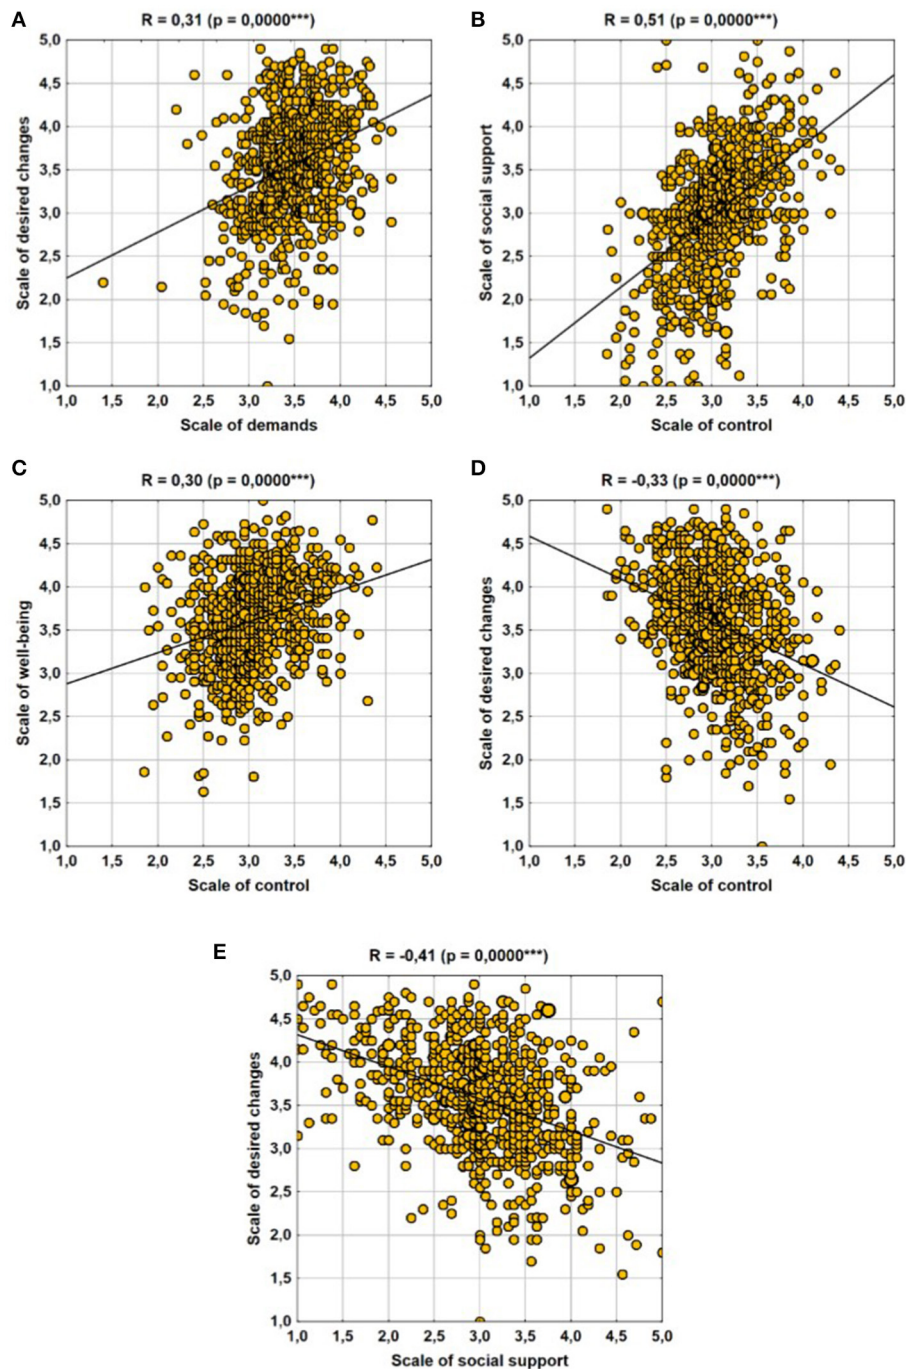 A
R = 0,31 (p = 0,0000***)
5,0
4,5
4,0
3,5
3,0
2,5
2,0
1,5
1,0
Scale of desired changes
1,0 1,5 2,0 2,5 3,0 3,5 4,0 4,5 5,0
Scale of demands
B
R = 0,51 (p = 0,0000***)
5,0
4,5
4,0
3,5
3,0
2,5
2,0
1,5
1,0
Scale of social support
1,0 1,5 2,0 2,5 3,0 3,5 4,0 4,5 5,0
Scale of control
C
R = 0,30 (p = 0,0000***)
5,0
4,5
4,0
3,5
3,0
2,5
2,0
1,5
1,0
Scale of well-being
1,0 1,5 2,0 2,5 3,0 3,5 4,0 4,5 5,0
Scale of control
D
R = -0,33 (p = 0,0000***)
5,0
4,5
4,0
3,5
3,0
2,5
2,0
1,5
1,0
Scale of desired changes
1,0 1,5 2,0 2,5 3,0 3,5 4,0 4,5 5,0
Scale of control
E
R = -0,41 (p = 0,0000***)
5,0
4,5
4,0
3,5
3,0
2,5
2,0
1,5
1,0
Scale of desired changes
1,0 1,5 2,0 2,5 3,0 3,5 4,0 4,5 5,0
Scale of social support